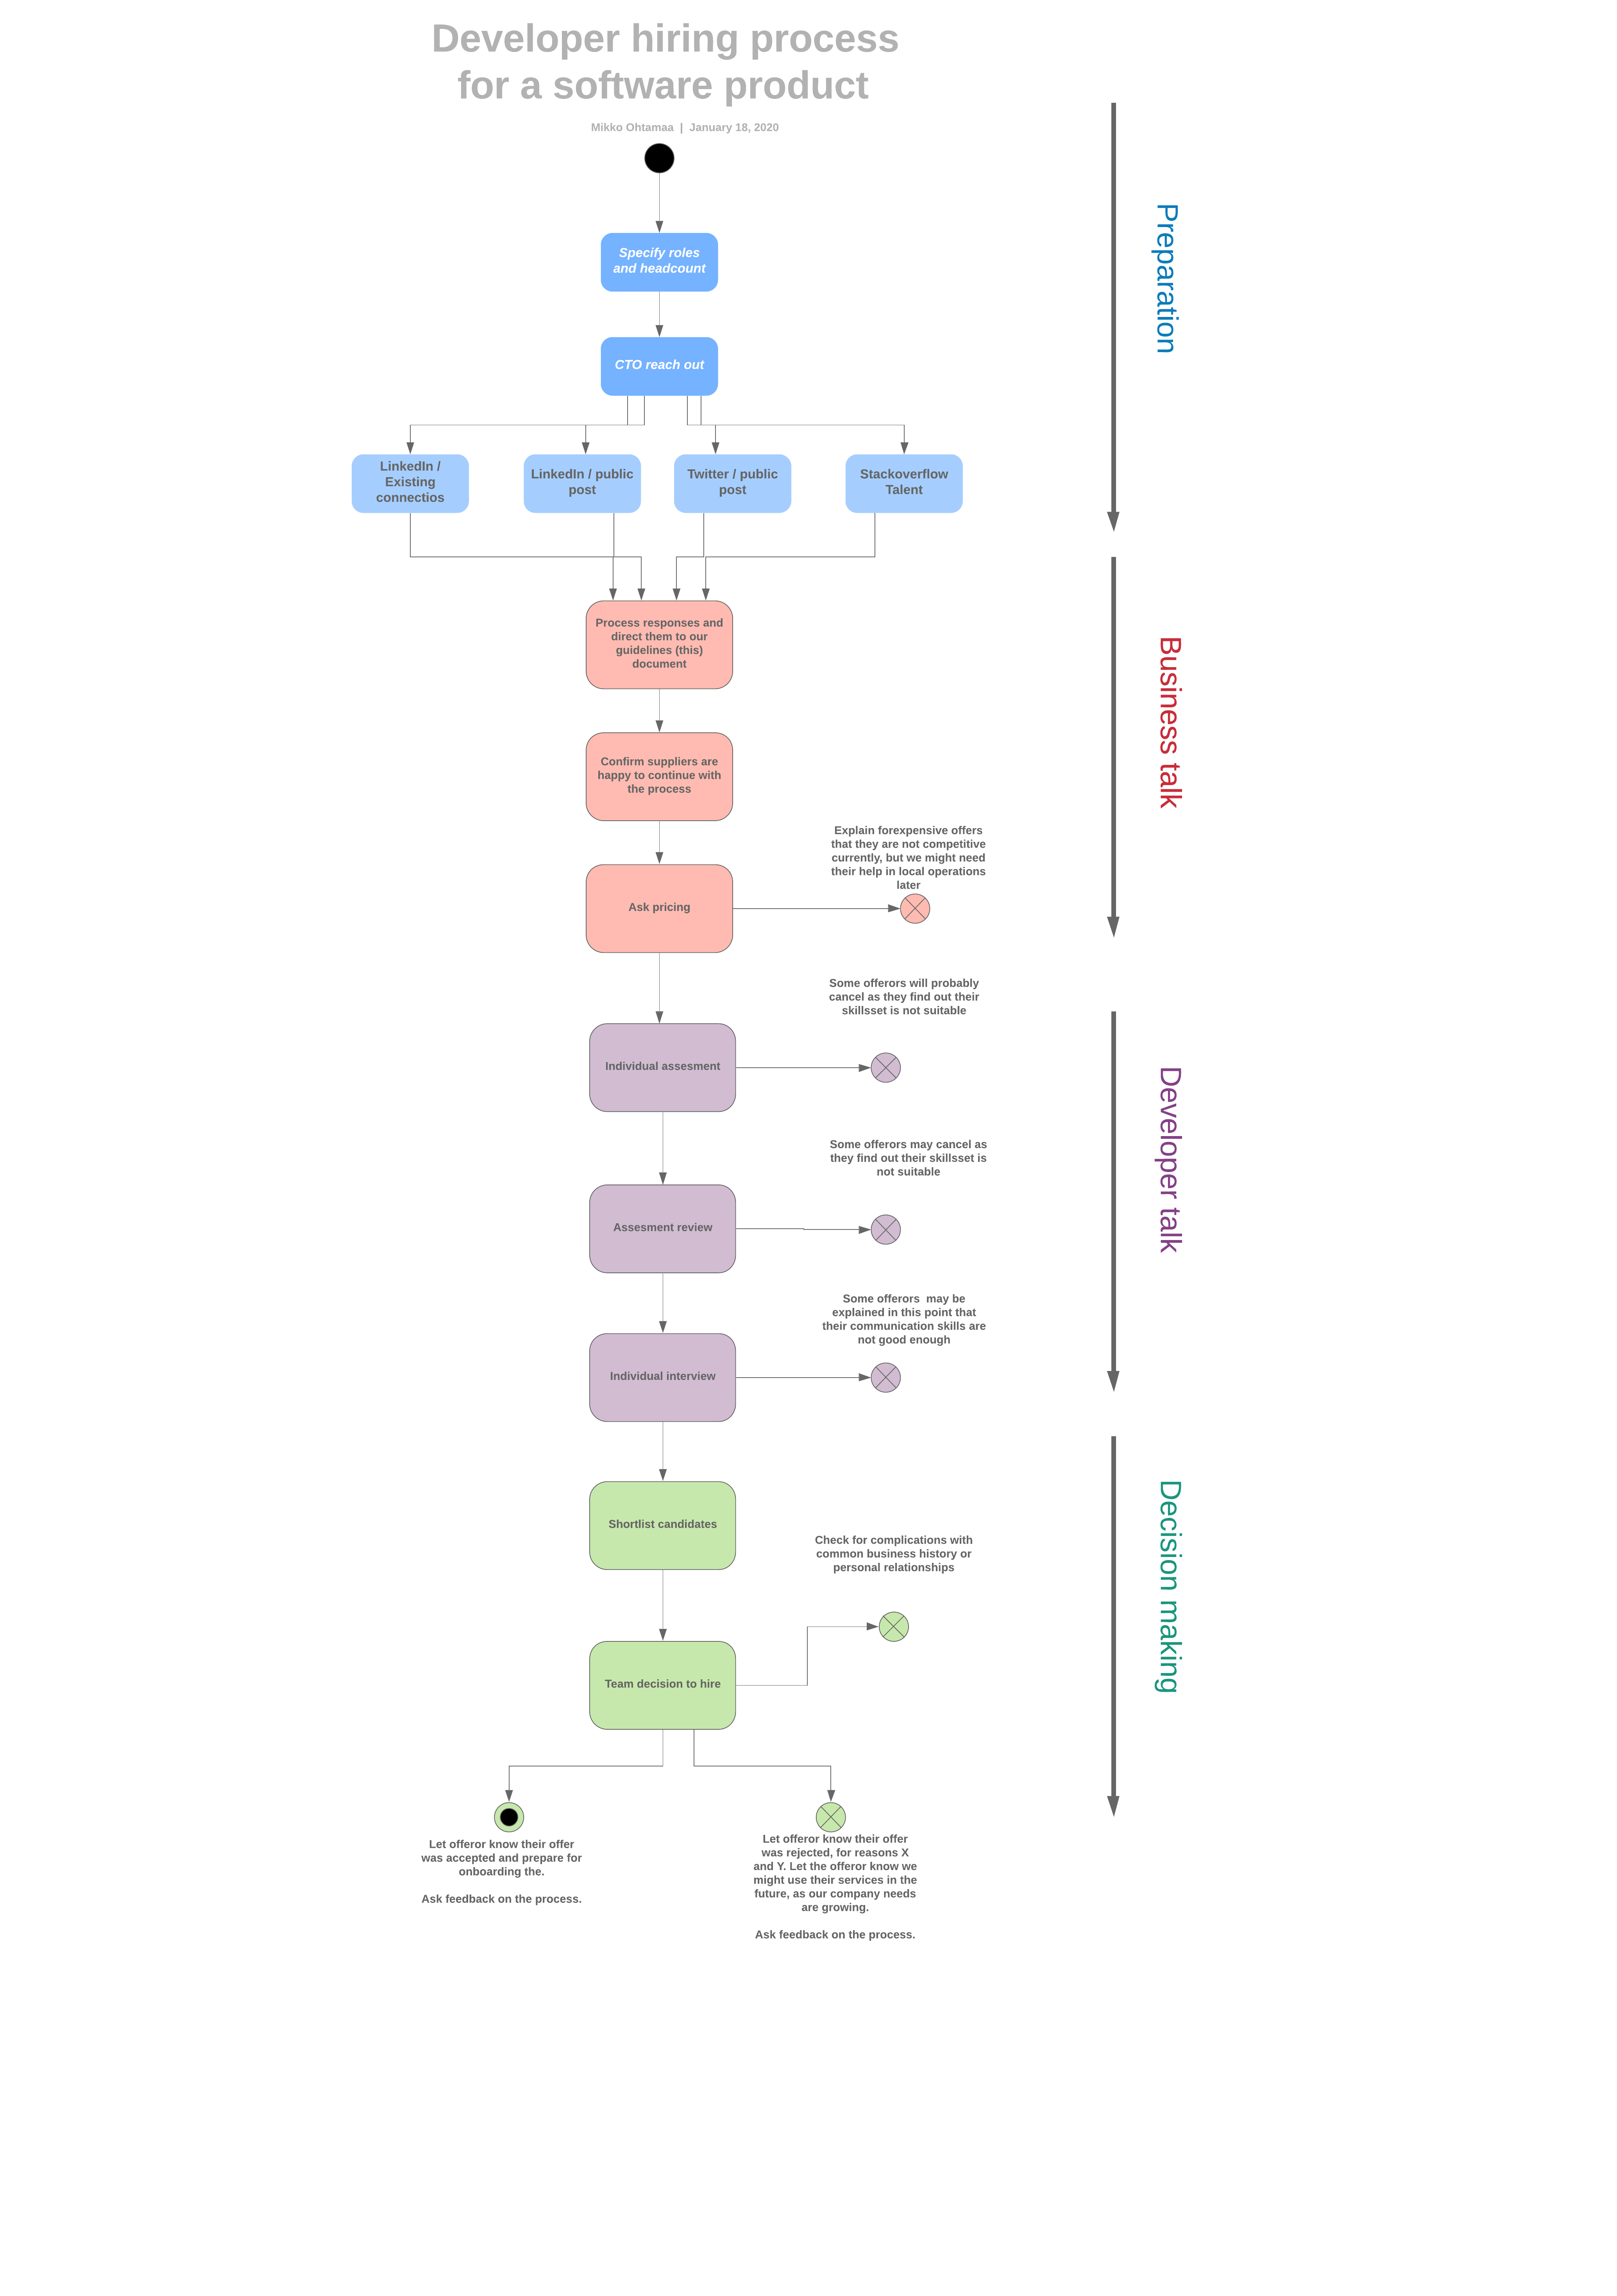 Developer hiring process
for a software product
Mikko Ohtamaa | January 18, 2020
Preparation
Specify roles
and headcount
CTO reach out
LinkedIn /
Existing
connectios
LinkedIn / public
post
Twitter / public
post
Stackoverflow
Talent
Business talk
Process responses and
direct them to our
guidelines (this)
document
Confirm suppliers are
happy to continue with
the process
Explain forexpensive offers
that they are not competitive
currently, but we might need
their help in local operations
later
Ask pricing
Developer talk
Some offerors will probably
cancel as they find out their
skillsset is not suitable
Individual assesment
Some offerors may cancel as
they find out their skillsset is
not suitable
Assesment review
Some offerors  may be
explained in this point that
their communication skills are
not good enough
Individual interview
Decision making
Shortlist candidates
Check for complications with
common business history or
personal relationships
Team decision to hire
Let offeror know their offer
was accepted and prepare for
onboarding the.
Ask feedback on the process.
Let offeror know their offer
was rejected, for reasons X
and Y. Let the offeror know we
might use their services in the
future, as our company needs
are growing.
Ask feedback on the process.